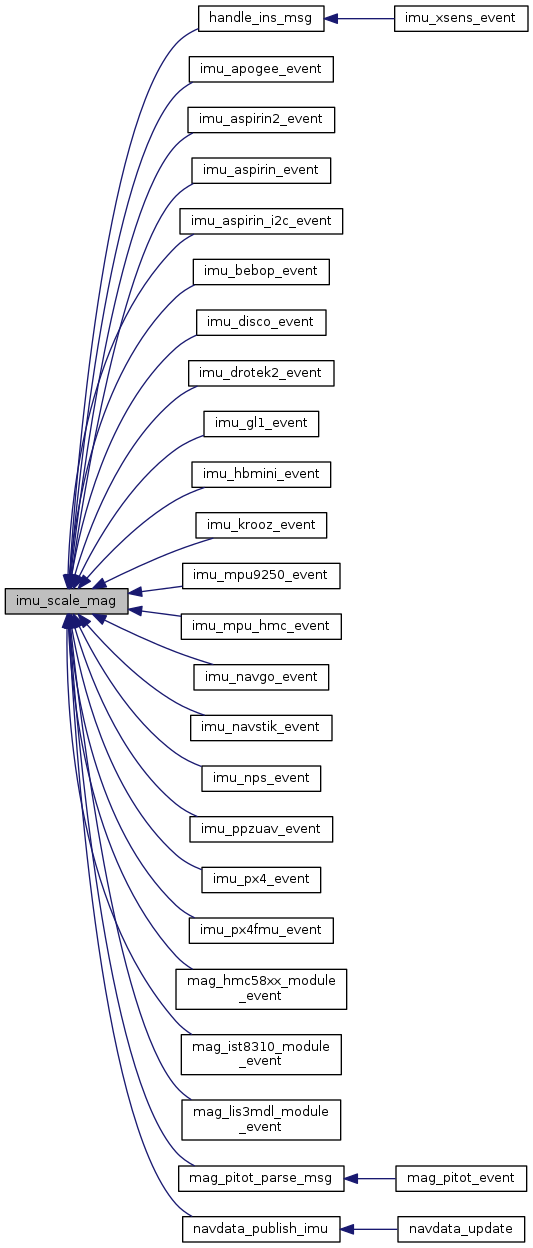 handle_ins_msg
imu_xsens_event
imu_apogee_event
imu_aspirin2_event
imu_aspirin_event
imu_aspirin_i2c_event
imu_bebop_event
imu_disco_event
imu_drotek2_event
imu_gl1_event
imu_hbmini_event
imu_krooz_event
imu_mpu9250_event
imu_scale_mag
imu_mpu_hmc_event
imu_navgo_event
imu_navstik_event
imu_nps_event
imu_ppzuav_event
imu_px4_event
imu_px4fmu_event
mag_hmc58xx_module
_event
mag_ist8310_module
_event
mag_lis3mdl_module
_event
mag_pitot_parse_msg
mag_pitot_event
navdata_publish_imu
navdata_update